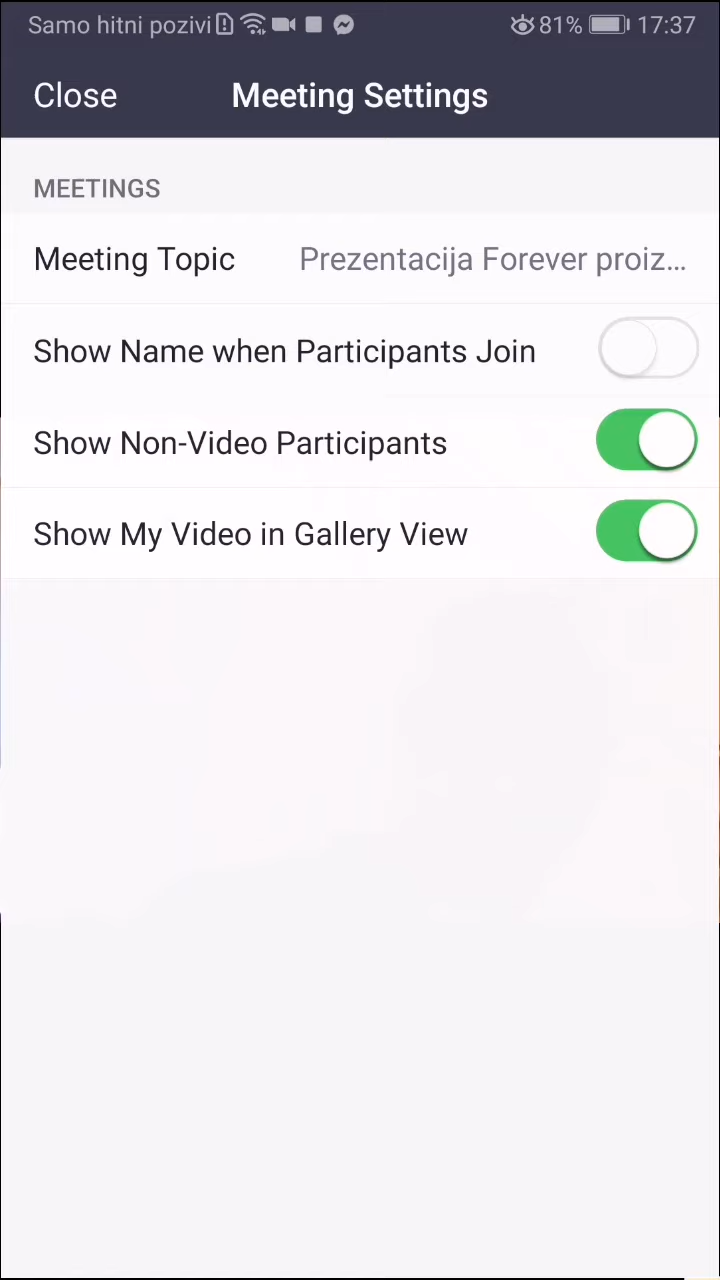 Samo hitni pozivi 81% 17:37
Close Meeting Settings
MEETINGS
Meeting Topic Prezentacija Forever proiz...
Show Name when Participants Join
Show Non-Video Participants
Show My Video in Gallery View